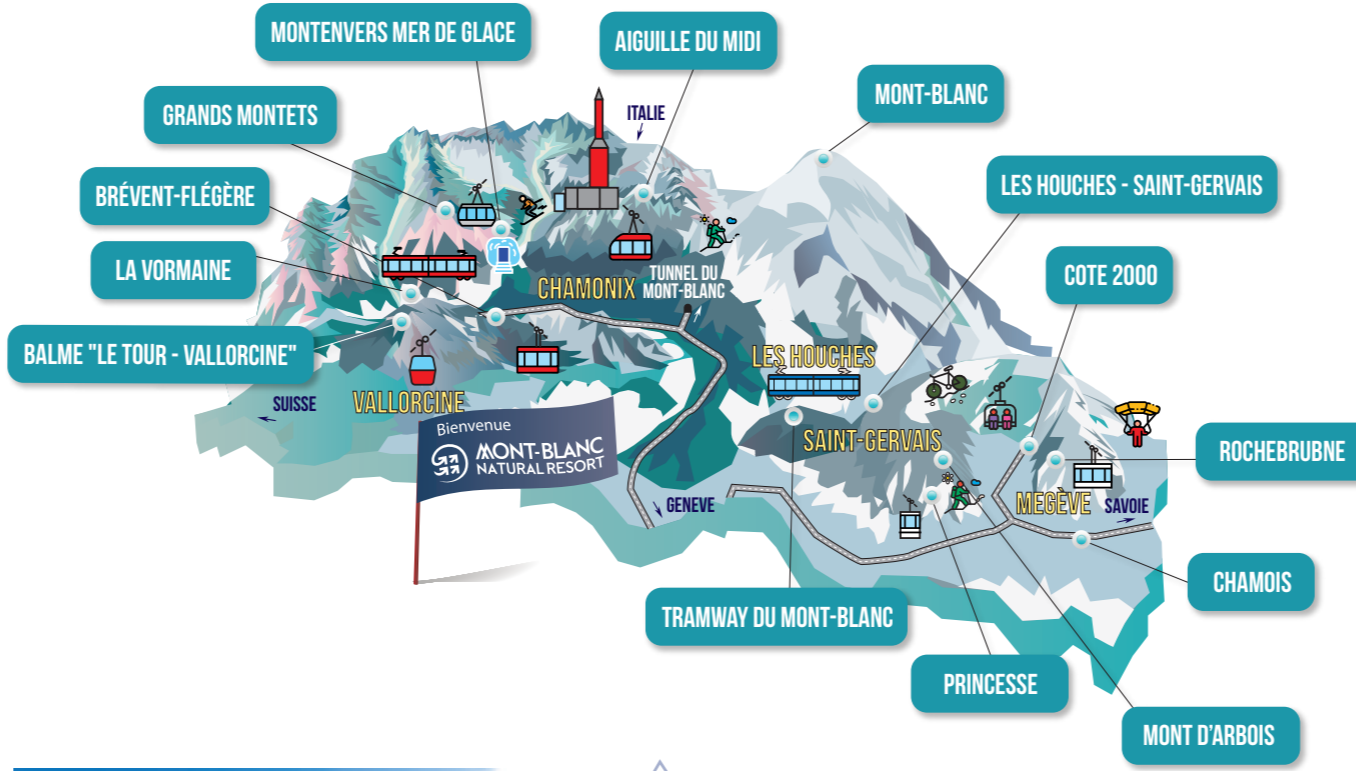 MONTENVERS MER DE GLACE
AIGUILLE DU MIDI
MONT-BLANC
GRANDS MONTETS
ITALIE
BRÉVENT-FLÉGÈRE
LES HOUCHES - SAINT-GERVAIS
LA VORMAINE
COTE 2000
CHAMONIX
TUNNEL DU
MONT-BLANC
BALME "LE TOUR - VALLORCINE"
LES HOUCHES
SUISSE
VALLORCINE
Bienvenue
MONT-BLANC
NATURAL RESORT
SAINT-GERVAIS
ROCHEBRUBNE
GENEVE
MEGÈVE
SAVOIE
CHAMOIS
TRAMWAY DU MONT-BLANC
PRINCESSE
MONT D'ARBOIS